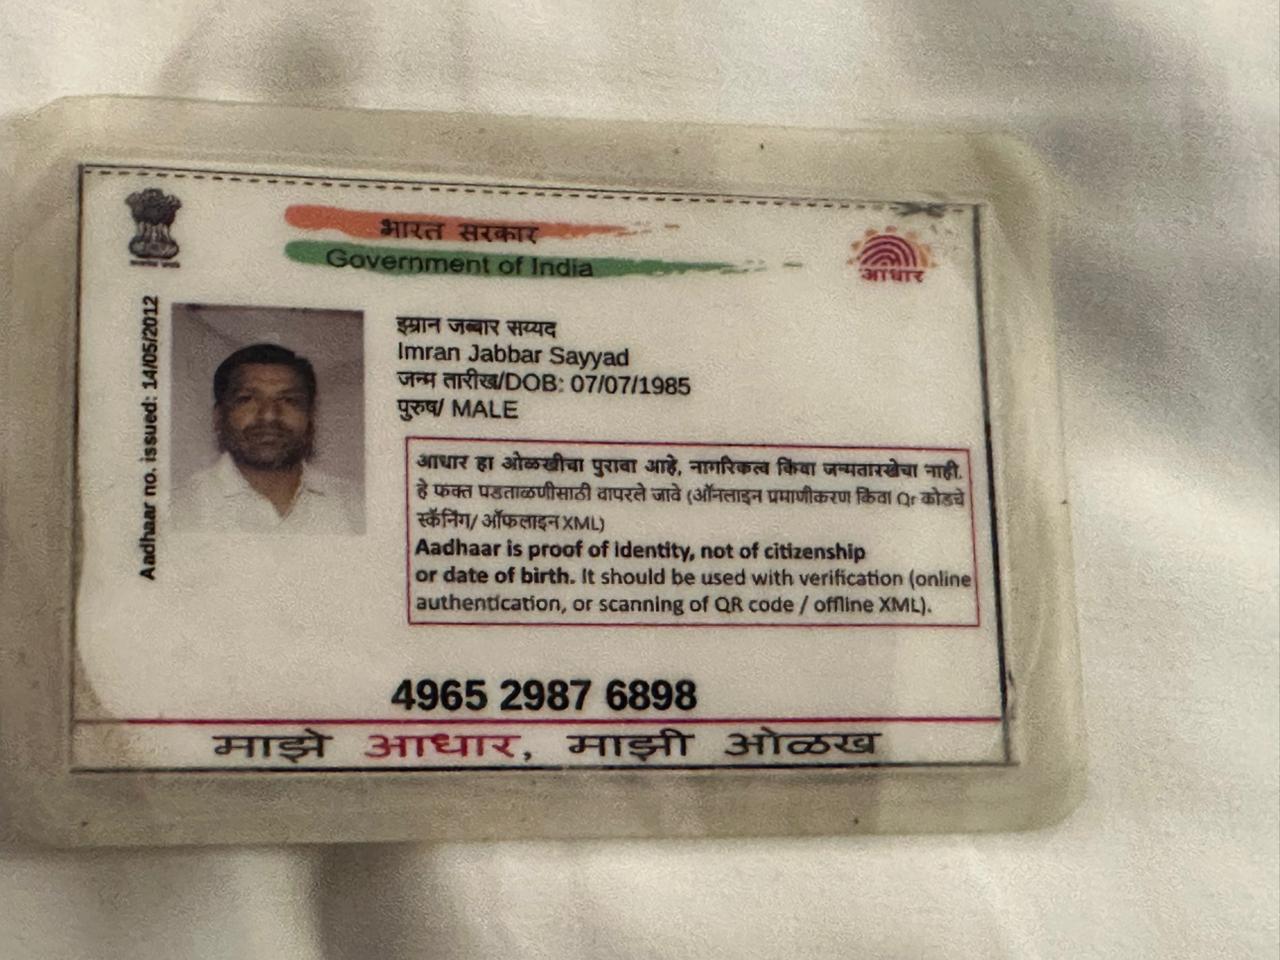 भारत सरकार
Government of India
आधार
Aadhaar no. issued: 14/05/2012
इम्रान जब्बार सय्यद
Imran Jabbar Sayyad
जन्म तारीख/DOB: 07/07/1985
पुरुष/ MALE
आधार हा ओळखीचा पुरावा आहे, नागरिकत्व किंवा जन्मतारखेचा नाही.
हे फक्त पडताळणीसाठी वापरले जावे (ऑनलाइन प्रमाणीकरण किंवा Qr कोडचे
स्कॅनिंग/ ऑफलाइन XML)
Aadhaar is proof of identity, not of citizenship
or date of birth. It should be used with verification (online
authentication, or scanning of QR code / offline XML).
4965 2987 6898
माझे आधार, माझी ओळख